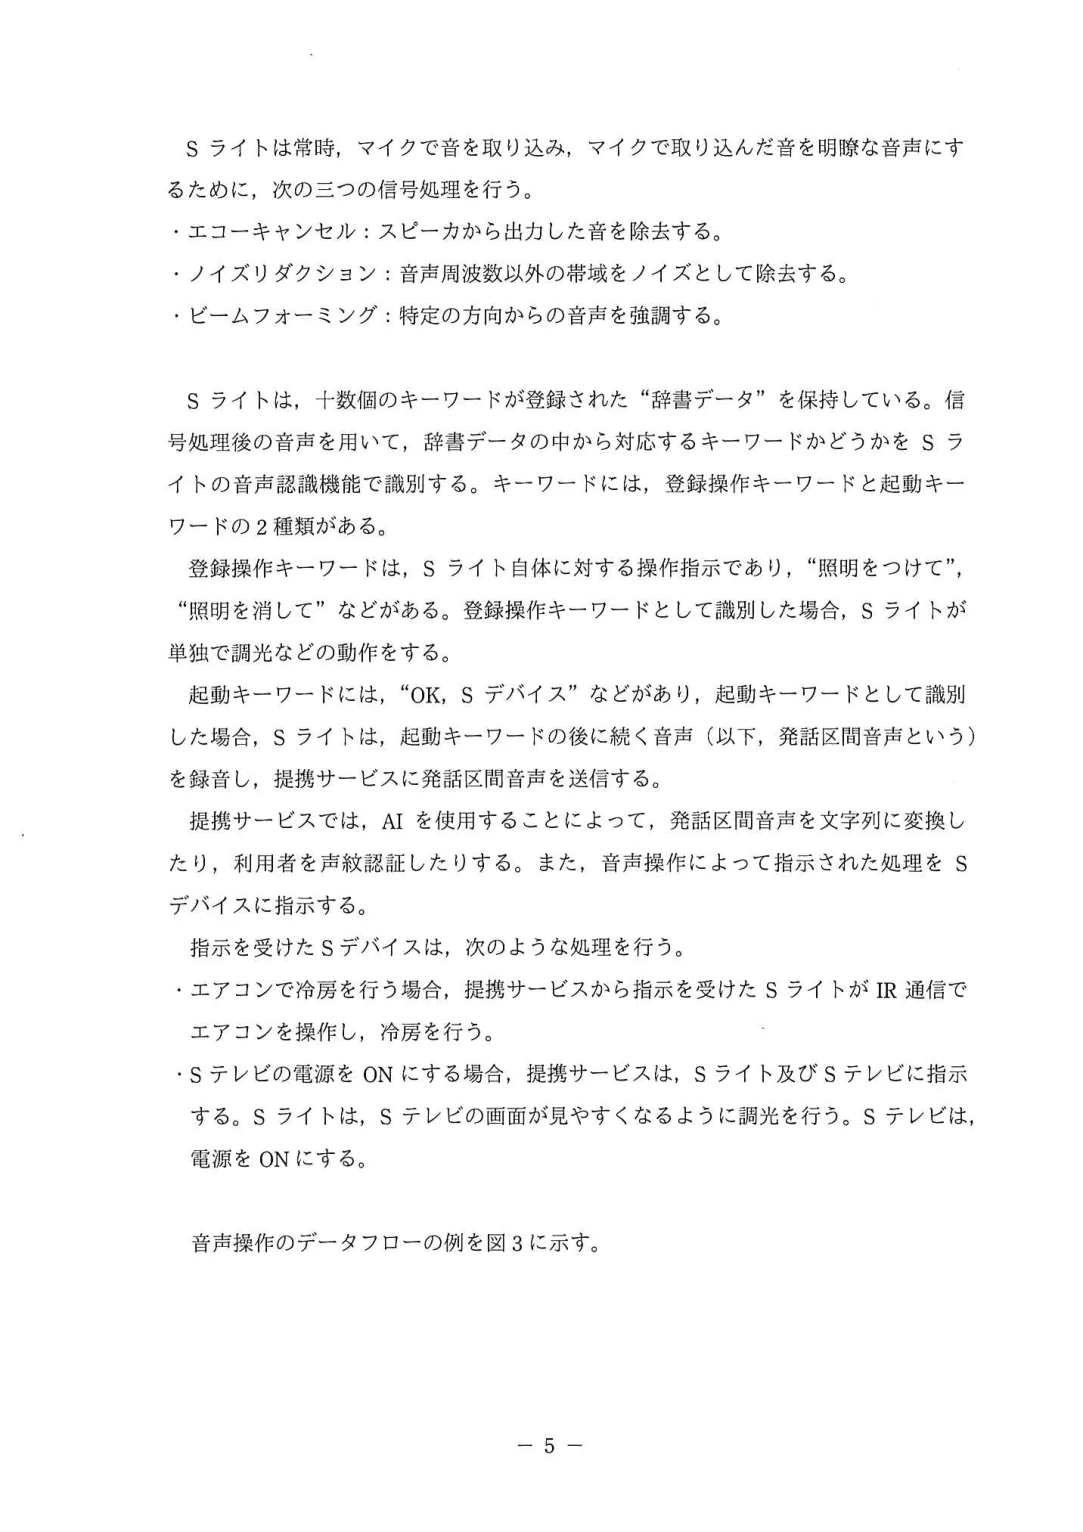 S ライトは常時，マイクで音を取り込み，マイクで取り込んだ音を明瞭な音声にす
るために，次の三つの信号処理を行う。
・エコーキャンセル：スピーカから出力した音を除去する。
・ノイズリダクション：音声周波数以外の帯域をノイズとして除去する。
・ビームフォーミング：特定の方向からの音声を強調する。
S ライトは，十数個のキーワードが登録された“辞書データ”を保持している。信
号処理後の音声を用いて，辞書データの中から対応するキーワードかどうかを S ラ
イトの音声認識機能で識別する。キーワードには，登録操作キーワードと起動キー
ワードの 2 種類がある。
登録操作キーワードは，S ライト自体に対する操作指示であり，“照明をつけて”，
“照明を消して”などがある。登録操作キーワードとして識別した場合，S ライトが
単独で調光などの動作をする。
起動キーワードには，“OK，S デバイス”などがあり，起動キーワードとして識別
した場合，S ライトは，起動キーワードの後に続く音声（以下，発話区間音声という）
を録音し，提携サービスに発話区間音声を送信する。
提携サービスでは，AI を使用することによって，発話区間音声を文字列に変換し
たり，利用者を声紋認証したりする。また，音声操作によって指示された処理を S
デバイスに指示する。
指示を受けた S デバイスは，次のような処理を行う。
・エアコンで冷房を行う場合，提携サービスから指示を受けた S ライトが IR 通信で
エアコンを操作し，冷房を行う。
・S テレビの電源を ON にする場合，提携サービスは，S ライト及び S テレビに指示
する。S ライトは，S テレビの画面が見やすくなるように調光を行う。S テレビは，
電源を ON にする。
音声操作のデータフローの例を図 3 に示す。
－ 5 －